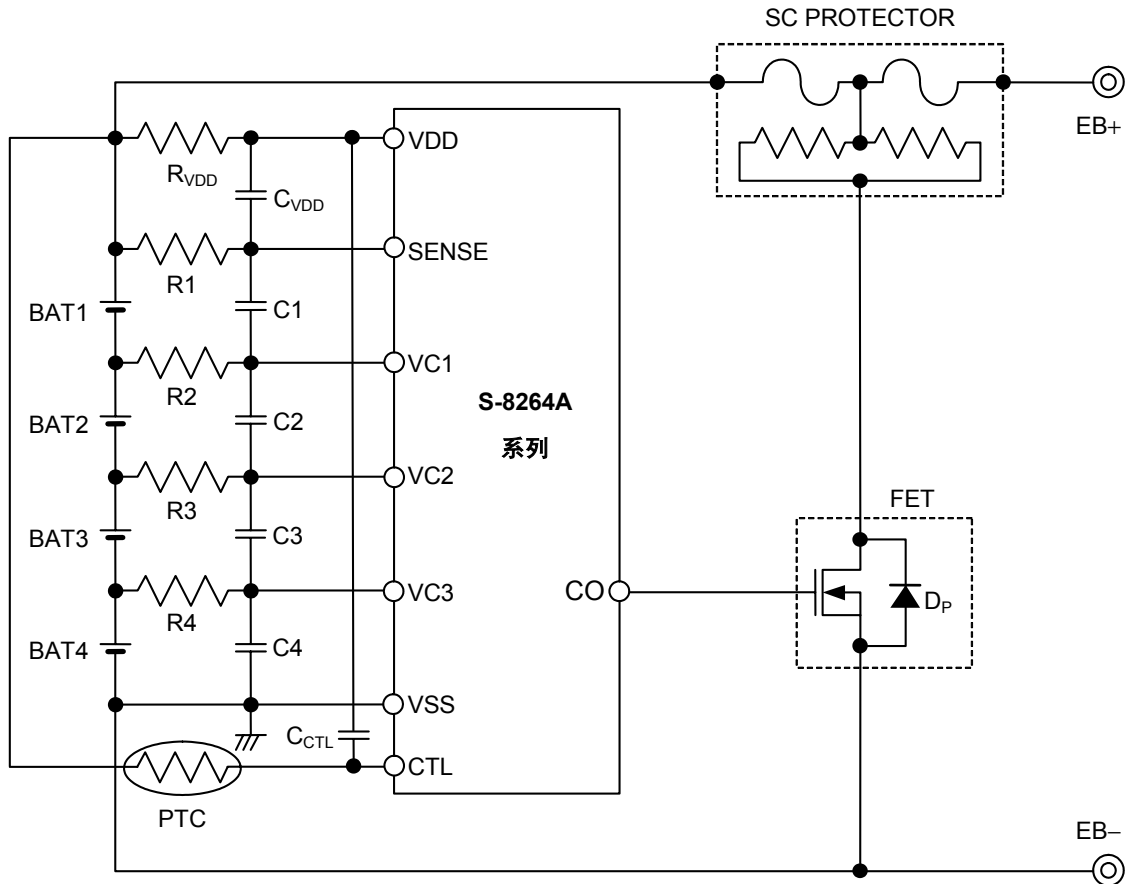 SC PROTECTOR
EB+
VDD
RVDD
CVDD
SENSE
R1
BAT1
C1
VC1
R2
S-8264A
系列
BAT2
C2
VC2
R3
FET
BAT3
C3
VC3
CO
DP
R4
BAT4
C4
VSS
CCTL
CTL
PTC
EB−